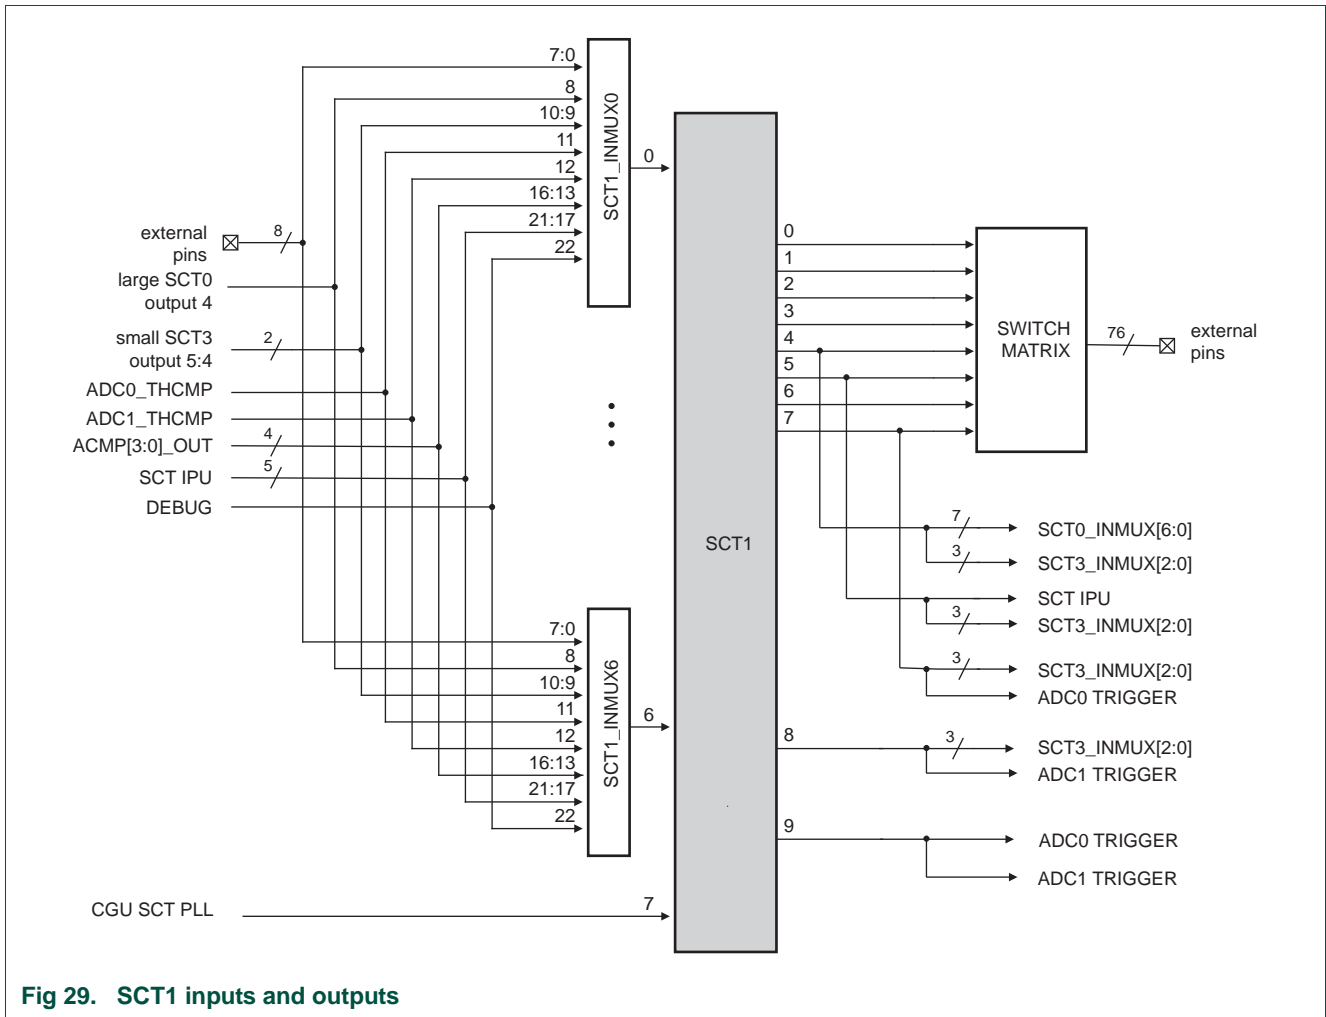 7:0
8
10:9
11
12
16:13
21:17
22
SCT1_INMUX0
0
external
pins
8
large SCT0
output 4
small SCT3
output 5:4
2
ADC0_THCMP
ADC1_THCMP
ACMP[3:0]_OUT
4
SCT IPU
5
DEBUG
7:0
8
10:9
11
12
16:13
21:17
22
SCT1_INMUX6
6
CGU SCT PLL
7
SCT1
0
1
2
3
4
5
6
7
SWITCH
MATRIX
76
external
pins
7
SCT0_INMUX[6:0]
3
SCT3_INMUX[2:0]
SCT IPU
3
SCT3_INMUX[2:0]
3
SCT3_INMUX[2:0]
ADC0 TRIGGER
8
3
SCT3_INMUX[2:0]
ADC1 TRIGGER
9
ADC0 TRIGGER
ADC1 TRIGGER
Fig 29. SCT1 inputs and outputs